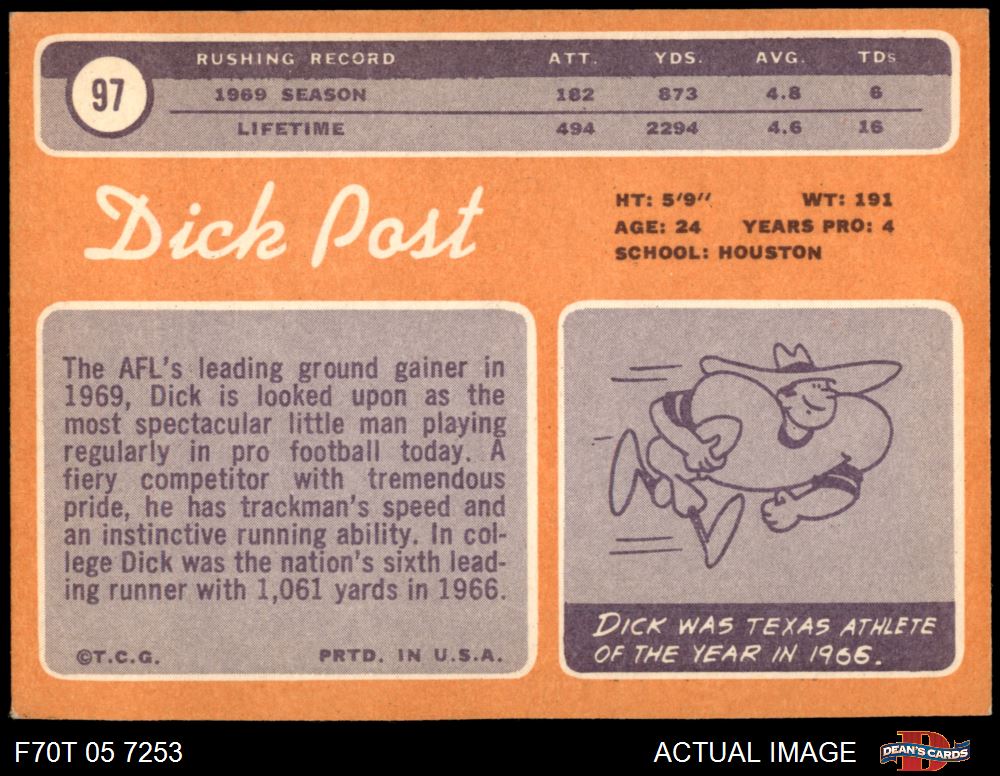 RUSHING RECORD ATT. YDS. AVG. TDs
97
1969 SEASON 182 873 4.8 6
LIFETIME 494 2294 4.6 16
Dick Post
HT: 5'9'' WT: 191
AGE: 24 YEARS PRO: 4
SCHOOL: HOUSTON
The AFL's leading ground gainer in
1969, Dick is looked upon as the
most spectacular little man playing
regularly in pro football today. A
fiery competitor with tremendous
pride, he has trackman's speed and
an instinctive running ability. In col-
lege Dick was the nation's sixth lead-
ing runner with 1,061 yards in 1966.
©T.C.G. PRTD. IN U.S.A.
DICK WAS TEXAS ATHLETE
OF THE YEAR IN 1966.
F70T 05 7253 ACTUAL IMAGE
D
DEAN'S CARDS